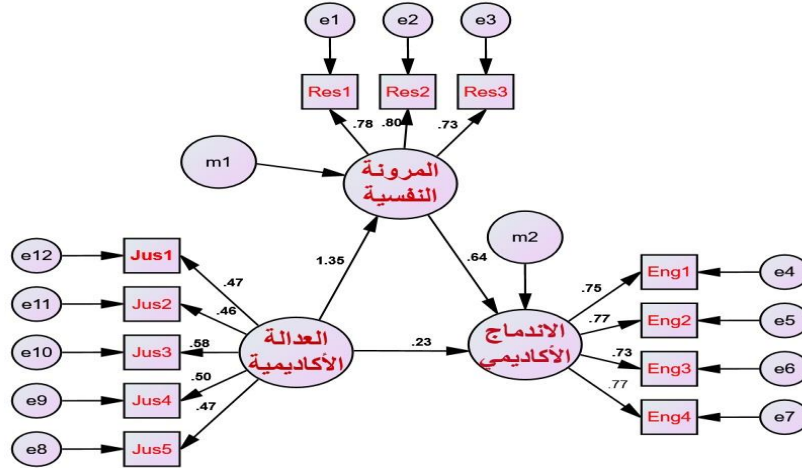 e1
e2
e3
Res1
Res2
Res3
.78
.80
.73
m1
المرونة
النفسية
m2
e12
Jus1
.47
1.35
.64
Eng1
e4
.75
e11
Jus2
.46
Eng2
e5
.77
e10
Jus3
.58
العدالة
الأكاديمية
.23
الاندماج
الأكاديمي
.73
Eng3
e6
e9
Jus4
.50
.77
Eng4
e7
e8
Jus5
.47